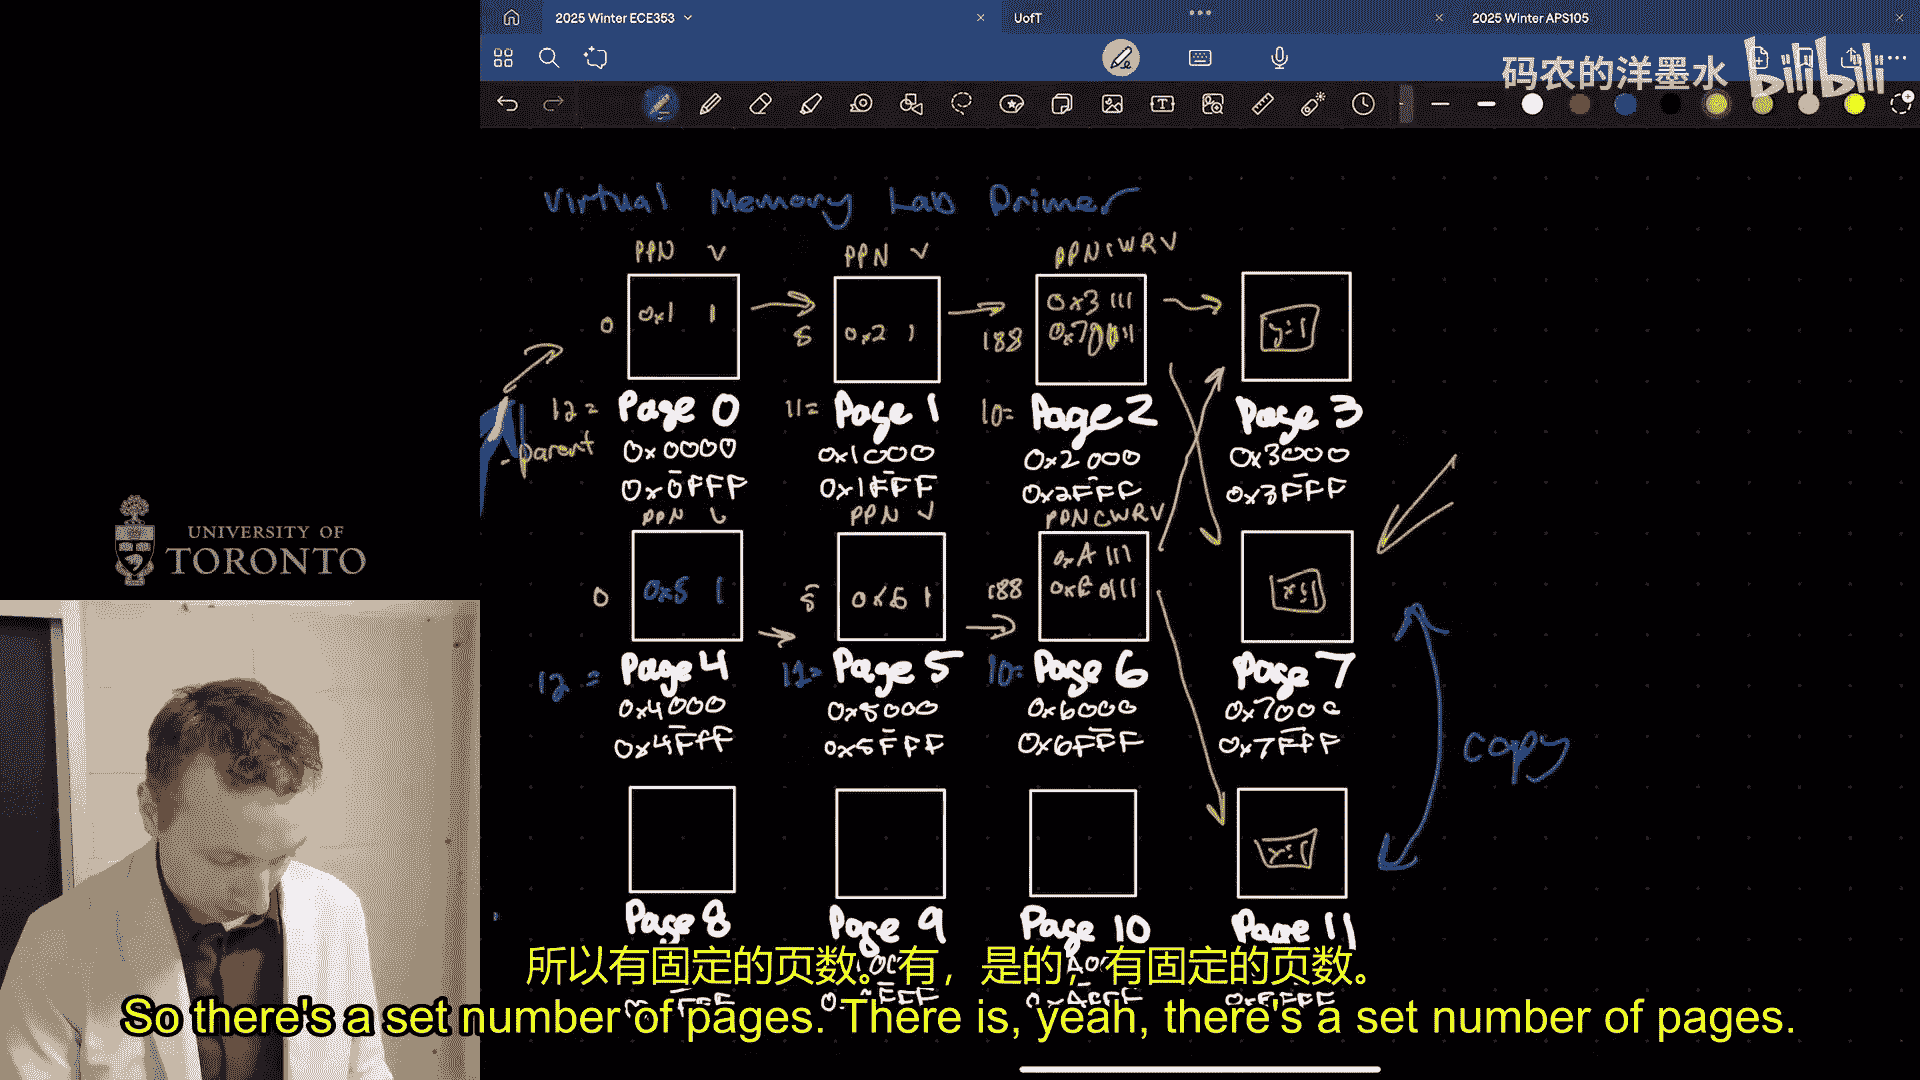 2025 Winter ECE353
UofT
2025 Winter APS105
码农的洋墨水 bilibili
Virtual Memory Lab Primer
PPN V
PPN V
PPN C W R V
0
0x1 1
5
0x2 1
188
0x3 111
y=1
12=
Page 0
11=
Page 1
10=
Page 2
Page 3
parent
0x0000
0x1000
0x2000
0x3000
0x0FFF
0x1FFF
0x2FFF
0x3FFF
PPN V
PPN V
PPN C W R V
0
0x5 1
5
188
0xA 111
x=1
12 =
Page 4
11=
Page 5
10=
Page 6
Page 7
0x4000
0x5000
0x6000
0x4FFF
0x5FFF
0x6FFF
0x7FFF
copy
UNIVERSITY OF
TORONTO
Page 8
Page 9
Page 10
Page 11
所以有固定的页数。有，是的，有固定的页数。
So there's a set number of pages. There is, yeah, there's a set number of pages.